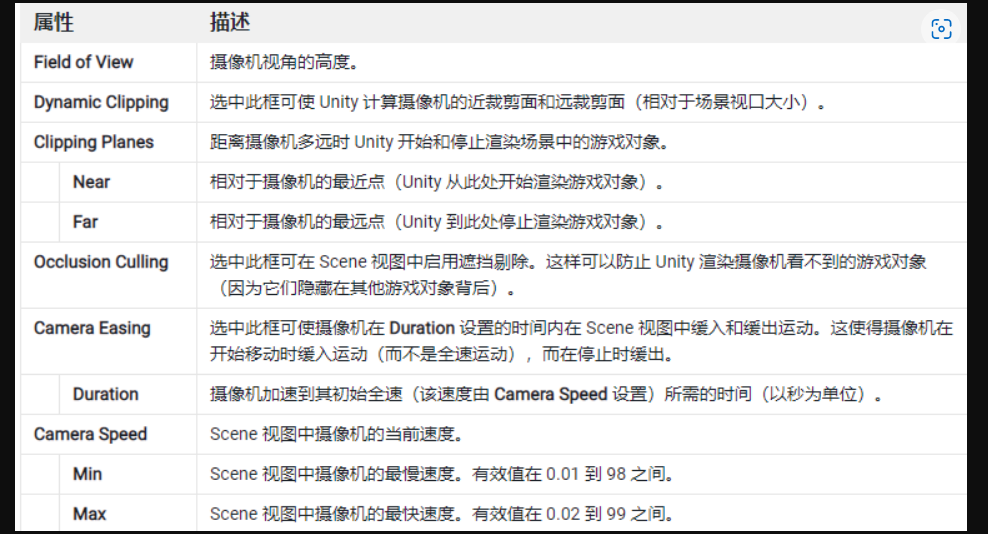 属性 描述
Field of View 摄像机视角的高度。
Dynamic Clipping 选中此框可使 Unity 计算摄像机的近裁剪面和远裁剪面（相对于场景视口大小）。
Clipping Planes 距离摄像机多远时 Unity 开始和停止渲染场景中的游戏对象。
Near 相对于摄像机的最近点（Unity 从此处开始渲染游戏对象）。
Far 相对于摄像机的最远点（Unity 到此处停止渲染游戏对象）。
Occlusion Culling 选中此框可在 Scene 视图中启用遮挡剔除。这样可以防止 Unity 渲染摄像机看不到的游戏对象
（因为它们隐藏在其他游戏对象背后）。
Camera Easing 选中此框可使摄像机在 Duration 设置的时间内在 Scene 视图中缓入和缓出运动。这使得摄像机在
开始移动时缓入运动（而不是全速运动），而在停止时缓出。
Duration 摄像机加速到其初始全速（该速度由 Camera Speed 设置）所需的时间（以秒为单位）。
Camera Speed Scene 视图中摄像机的当前速度。
Min Scene 视图中摄像机的最慢速度。有效值在 0.01 到 98 之间。
Max Scene 视图中摄像机的最快速度。有效值在 0.02 到 99 之间。